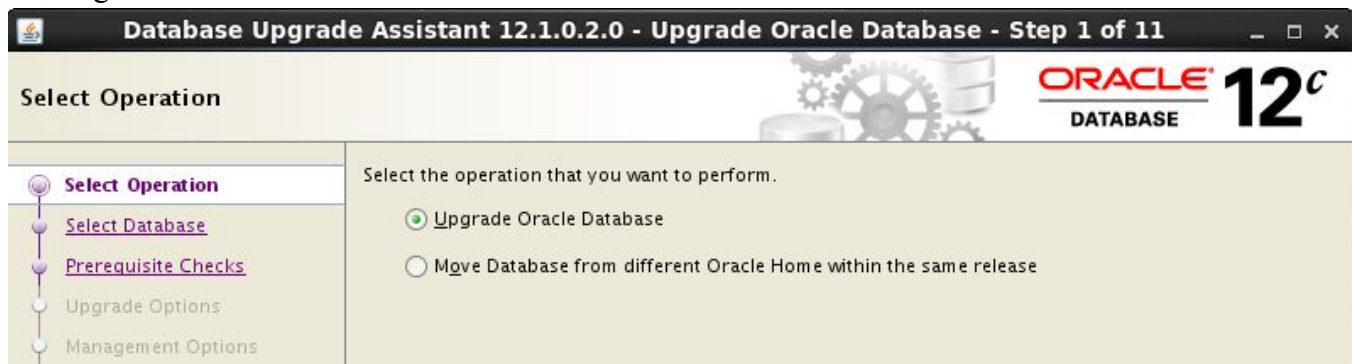 Database Upgrade Assistant 12.1.0.2.0 - Upgrade Oracle Database - Step 1 of 11
Select Operation
ORACLE 12c
DATABASE
Select Operation
Select Database
Prerequisite Checks
Upgrade Options
Management Options
Select the operation that you want to perform.
Upgrade Oracle Database
Move Database from different Oracle Home within the same release